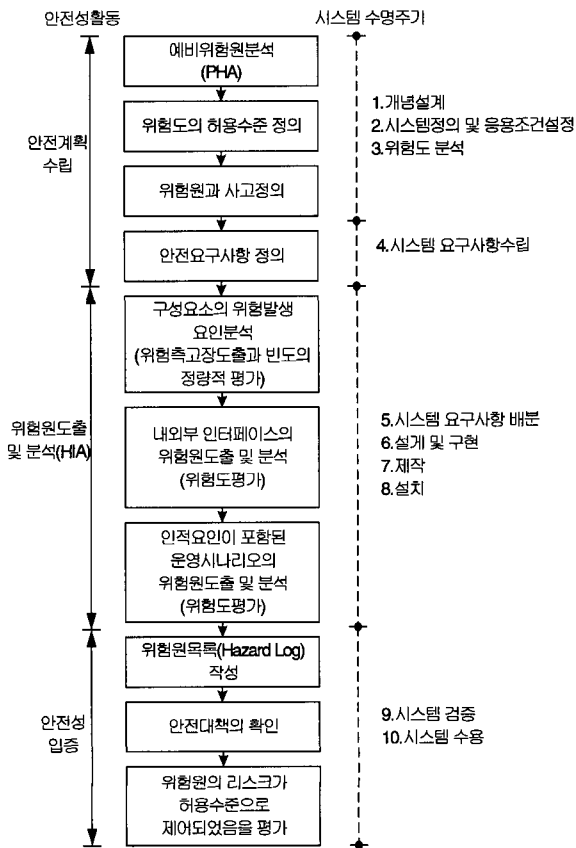 안전성활동
시스템 수명주기
예비위험원분석
(PHA)
위험도의 허용수준 정의
위험원과 사고정의
안전요구사항 정의
안전계획
수립
1.개념설계
2.시스템정의 및 응용조건설정
3.위험도 분석
4.시스템 요구사항수립
구성요소의 위험발생
요인분석
(위험측고장도출과 빈도의
정량적 평가)
내외부 인터페이스의
위험원도출 및 분석
(위험도평가)
인적요인이 포함된
운영시나리오의
위험원도출 및 분석
(위험도평가)
위험원도출
및 분석(HIA)
5.시스템 요구사항 배분
6.설계 및 구현
7.제작
8.설치
위험원목록(Hazard Log)
작성
안전대책의 확인
위험원의 리스크가
허용수준으로
제어되었음을 평가
안전성
입증
9.시스템 검증
10.시스템 수용